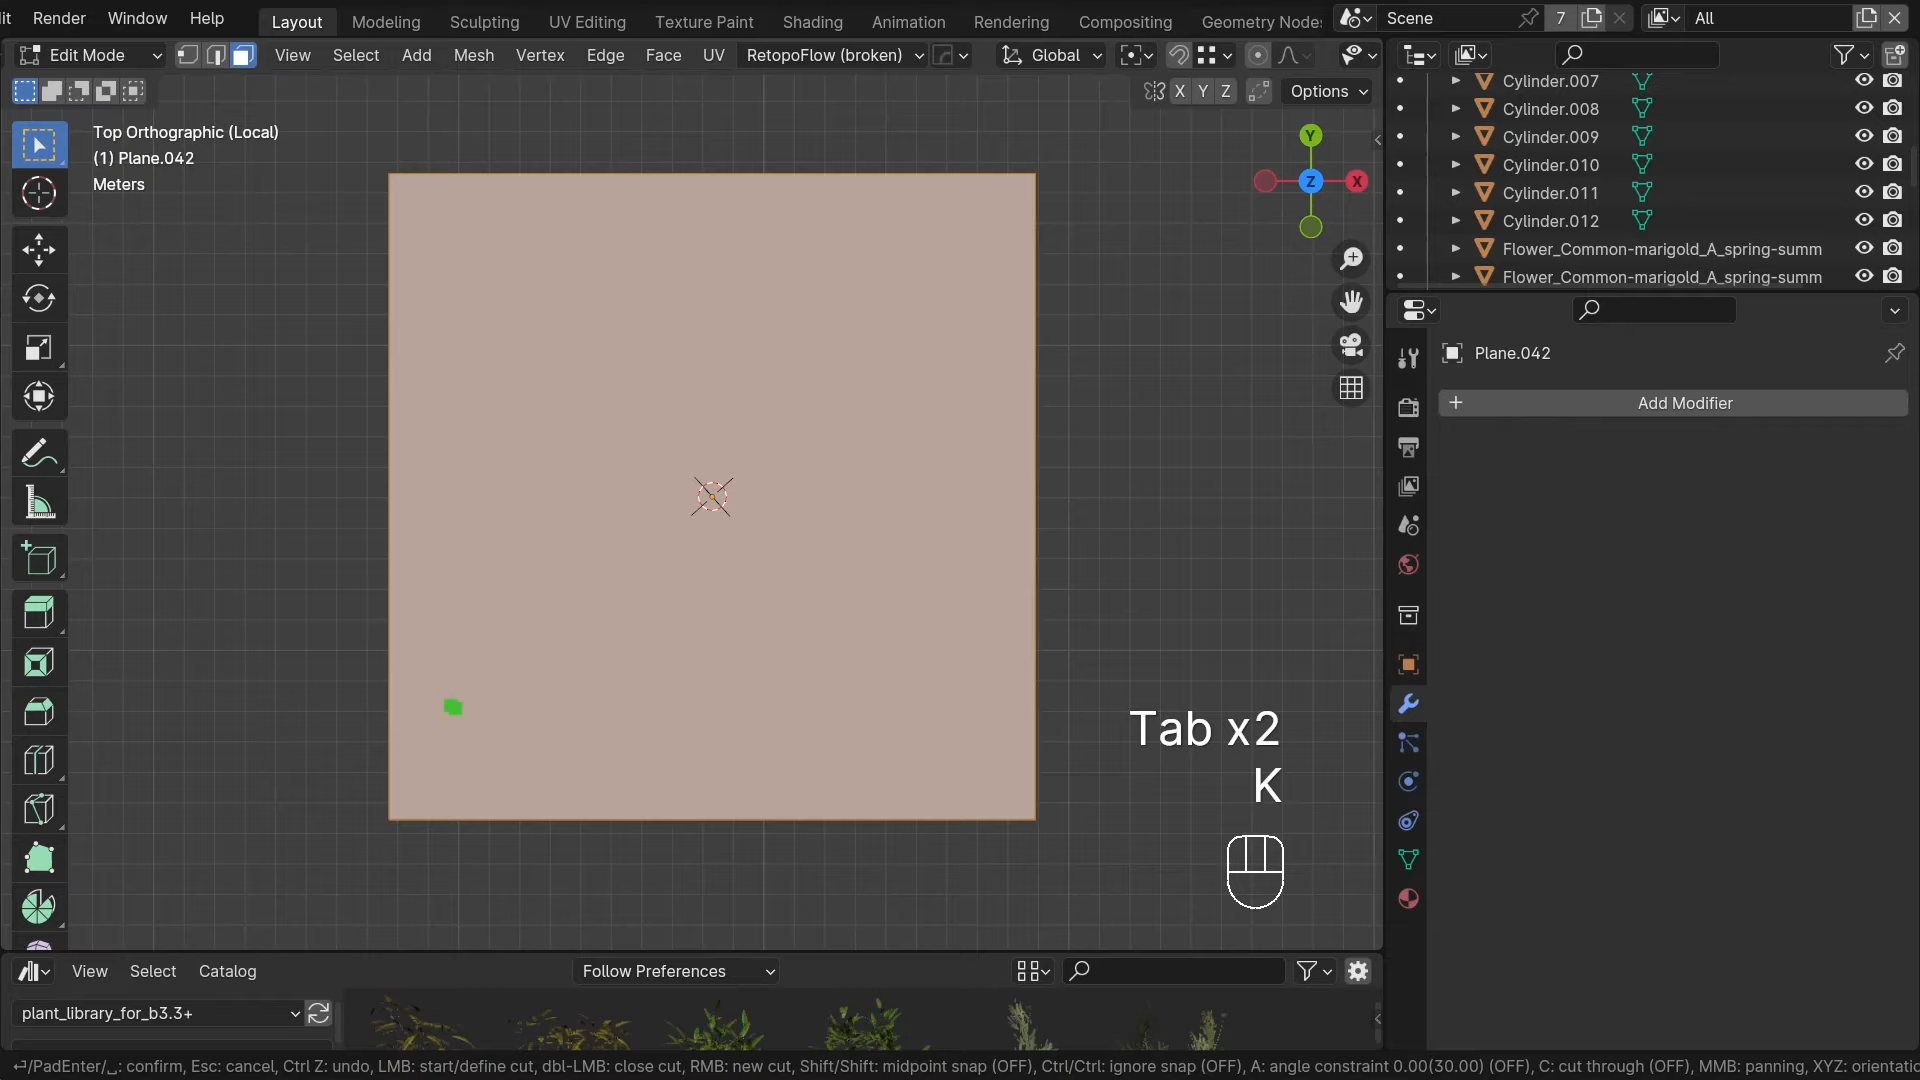 it Render Window Help Layout Modeling Sculpting UV Editing Texture Paint Shading Animation Rendering Compositing Geometry Nodes Scene 7 All
Edit Mode View Select Add Mesh Vertex Edge Face UV RetopoFlow (broken) Global
X Y Z Options
Top Orthographic (Local)
(1) Plane.042
Meters
Y
Z
X
Cylinder.007
Cylinder.008
Cylinder.009
Cylinder.010
Cylinder.011
Cylinder.012
Flower_Common-marigold_A_spring-summ
Flower_Common-marigold_A_spring-summ
Plane.042
+ Add Modifier
Tab x2
K
View Select Catalog Follow Preferences
plant_library_for_b3.3+
⏎/PadEnter/␣: confirm, Esc: cancel, Ctrl Z: undo, LMB: start/define cut, dbl-LMB: close cut, RMB: new cut, Shift/Shift: midpoint snap (OFF), Ctrl/Ctrl: ignore snap (OFF), A: angle constraint 0.00(30.00) (OFF), C: cut through (OFF), MMB: panning, XYZ: orientatio